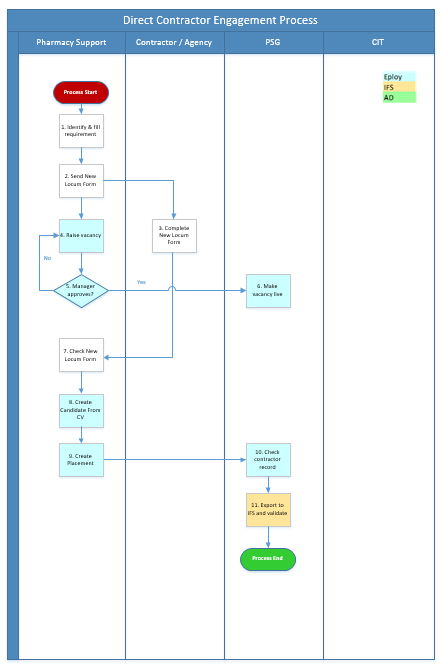 Direct Contractor Engagement Process
Pharmacy Support
Contractor / Agency
PSG
CIT
Eploy
IFS
AO
Process Start
1. Identify & fill
requirement
2. Send New
Locum Form
3. Complete
New Locum
Form
4. Raise vacancy
No
5. Manager
approves?
Yes
6. Make
vacancy live
7. Check New
Locum Form
8. Create
Candidate From
CV
9. Create
Placement
10. Check
contractor
record
11. Export to
IFS and validate
Process End